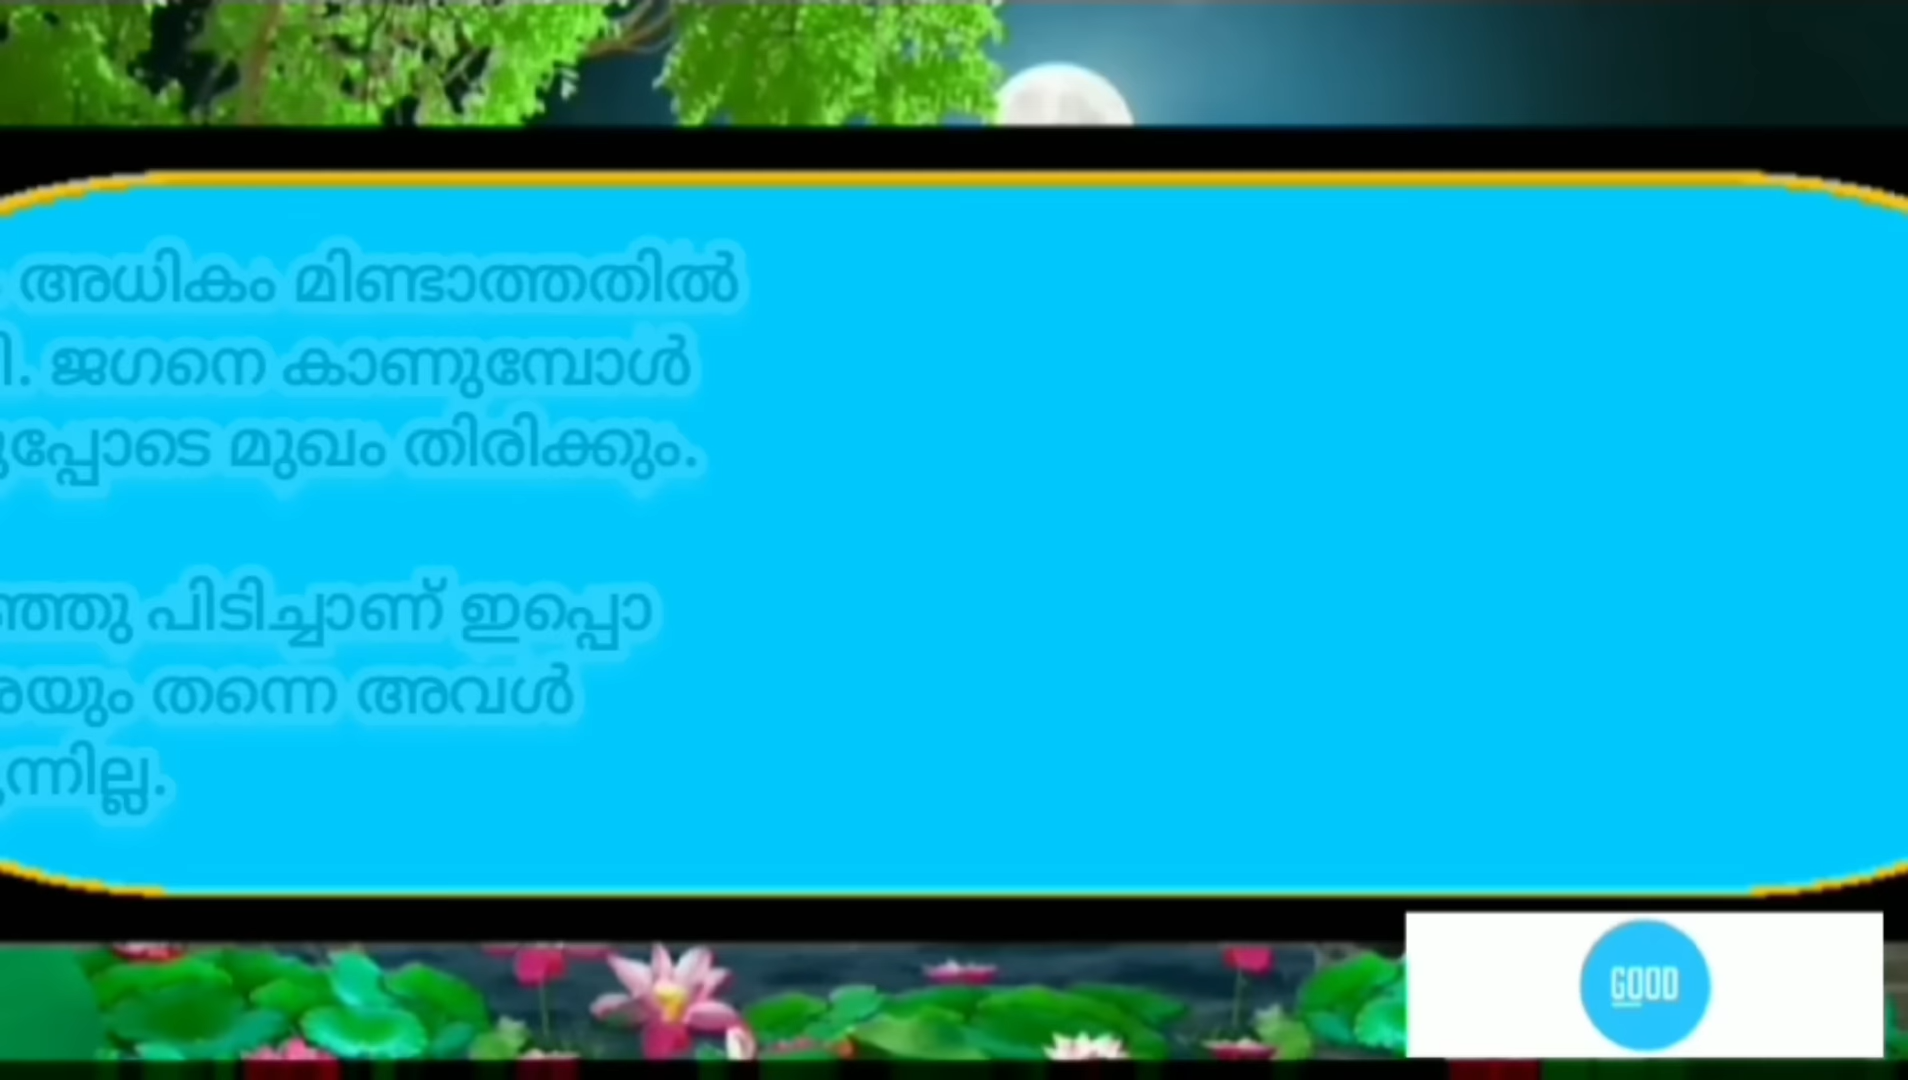 അധികം മിണ്ടാത്തതിൽ
ജഗനെ കാണുമ്പോൾ
മുഖം തിരിക്കും.
പിടിച്ചാണ് ഇപ്പൊ
തന്നെ അവൾ
GOOD